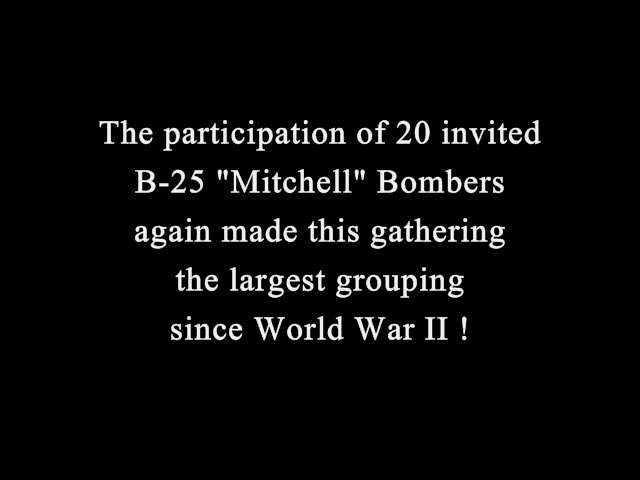 The participation of 20 invited
B-25 "Mitchell" Bombers
again made this gathering
the largest grouping
since World War II !